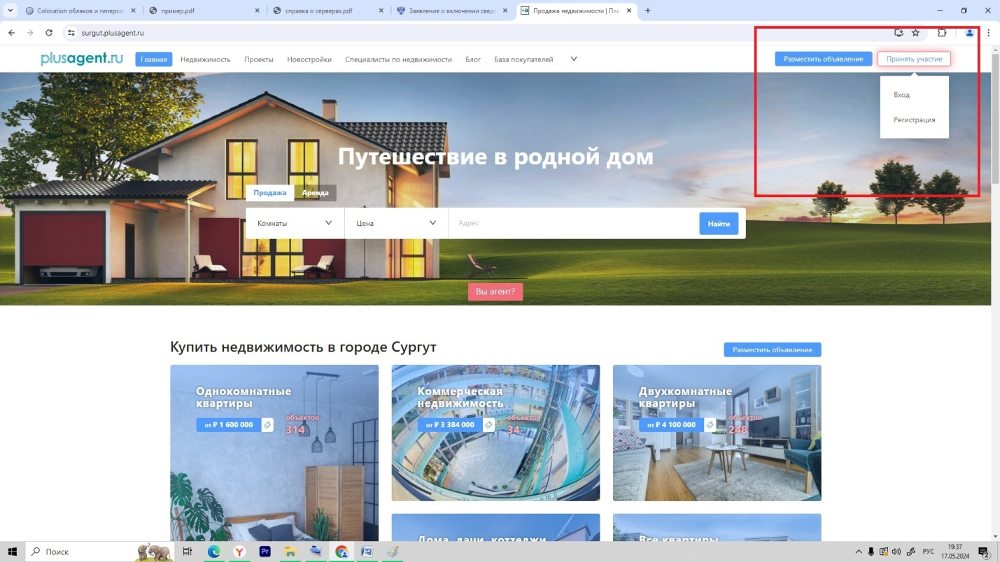 Colocation облаков и гиперск
пример.pdf
справка о серверах.pdf
Заявление о включении свед
Продажа недвижимости | Плю
surgut.plusagent.ru
plusagent.ru
Главная
Недвижимость
Проекты
Новостройки
Специалисты по недвижимости
Блог
База покупателей
Разместить объявление
Принять участие
Вход
Регистрация
Путешествие в родной дом
Продажа
Аренда
Комнаты
Цена
Адрес
Найти
Вы агент?
Купить недвижимость в городе Сургут
Разместить объявление
Однокомнатные
квартиры
от ₽ 1 600 000
объектов
314
Коммерческая
недвижимость
от ₽ 3 384 000
объектов
34
Двухкомнатные
квартиры
от ₽ 4 100 000
объектов
248
Дома, дачи, коттеджи
Все квартиры
Поиск
Pr
РУС
19:37
17.05.2024
2